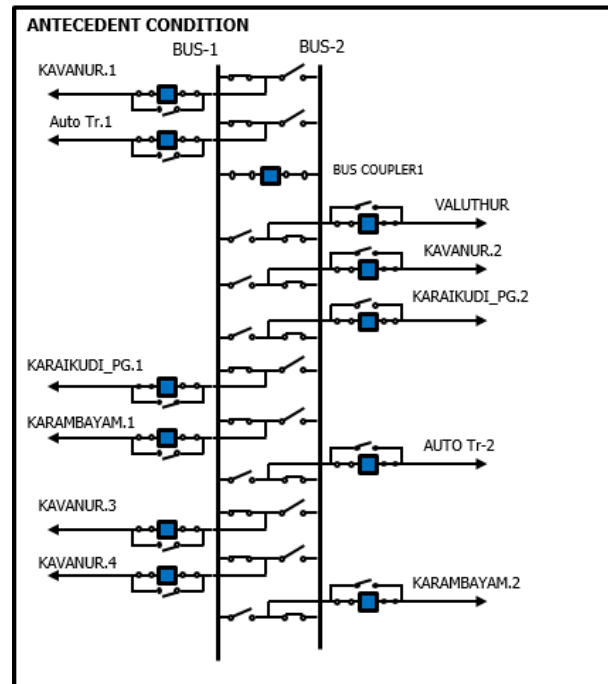 ANTECEDENT CONDITION
BUS-1
BUS-2
KAVANUR.1
Auto Tr.1
BUS COUPLER1
VALUTHUR
KAVANUR.2
KARAIKUDI_PG.2
KARAIKUDI_PG.1
KARAMBAYAM.1
AUTO Tr-2
KAVANUR.3
KAVANUR.4
KARAMBAYAM.2